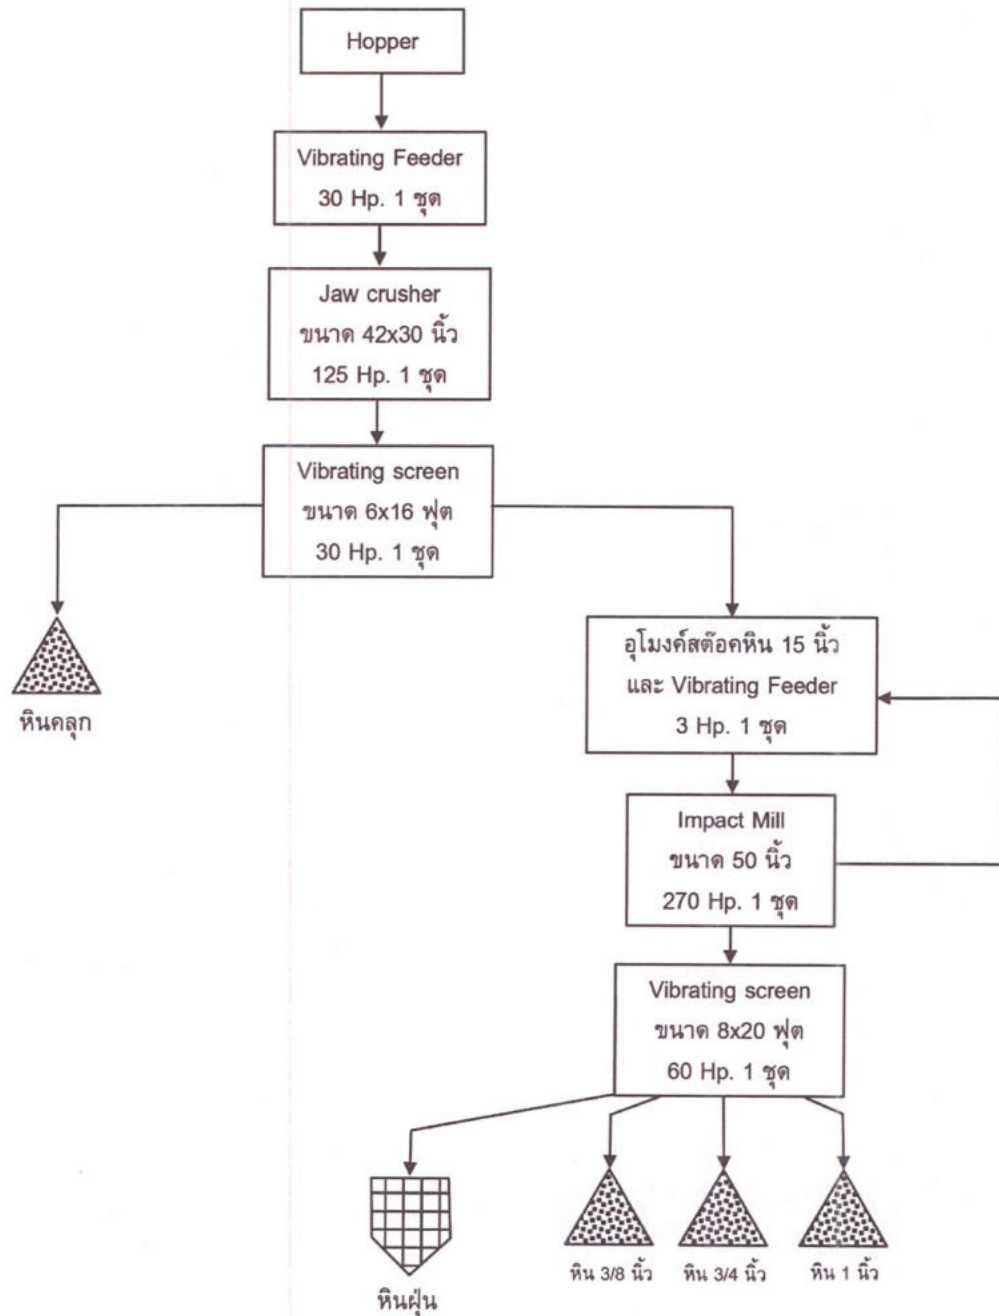 Hopper
Vibrating Feeder
30 Hp. 1 ชุด
Jaw crusher
ขนาด 42x30 นิ้ว
125 Hp. 1 ชุด
Vibrating screen
ขนาด 6x16 ฟุต
30 Hp. 1 ชุด
หินคลุก
อุโมงค์สต๊อคหิน 15 นิ้ว
และ Vibrating Feeder
3 Hp. 1 ชุด
Impact Mill
ขนาด 50 นิ้ว
270 Hp. 1 ชุด
Vibrating screen
ขนาด 8x20 ฟุต
60 Hp. 1 ชุด
หินฝุ่น
หิน 3/8 นิ้ว
หิน 3/4 นิ้ว
หิน 1 นิ้ว